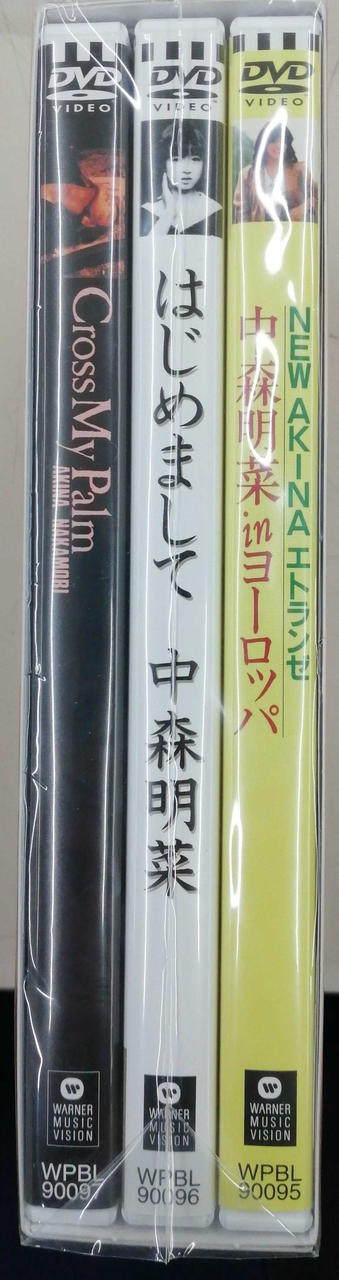 DVD
VIDEO
Cross My Palm
AKINA NAKAMORI
WARNER
MUSIC
VISION
WPBL
DVD
VIDEO
はじめまして 中森明菜
WARNER
MUSIC
VISION
WPBL
90096
DVD
VIDEO
NEW AKINA エトランゼ
中森明菜 in ヨーロッパ
WARNER
MUSIC
VISION
WPBL
90095